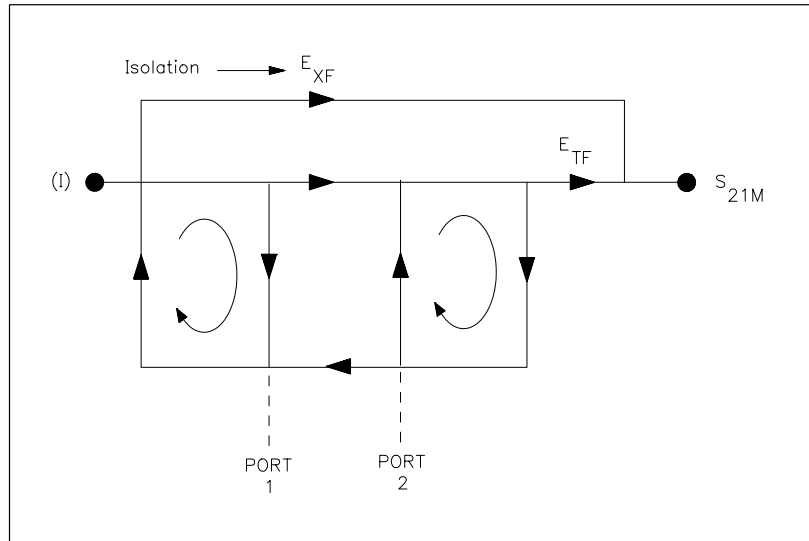 Isolation E XF
E TF
(I)
S 21M
PORT 1
PORT 2